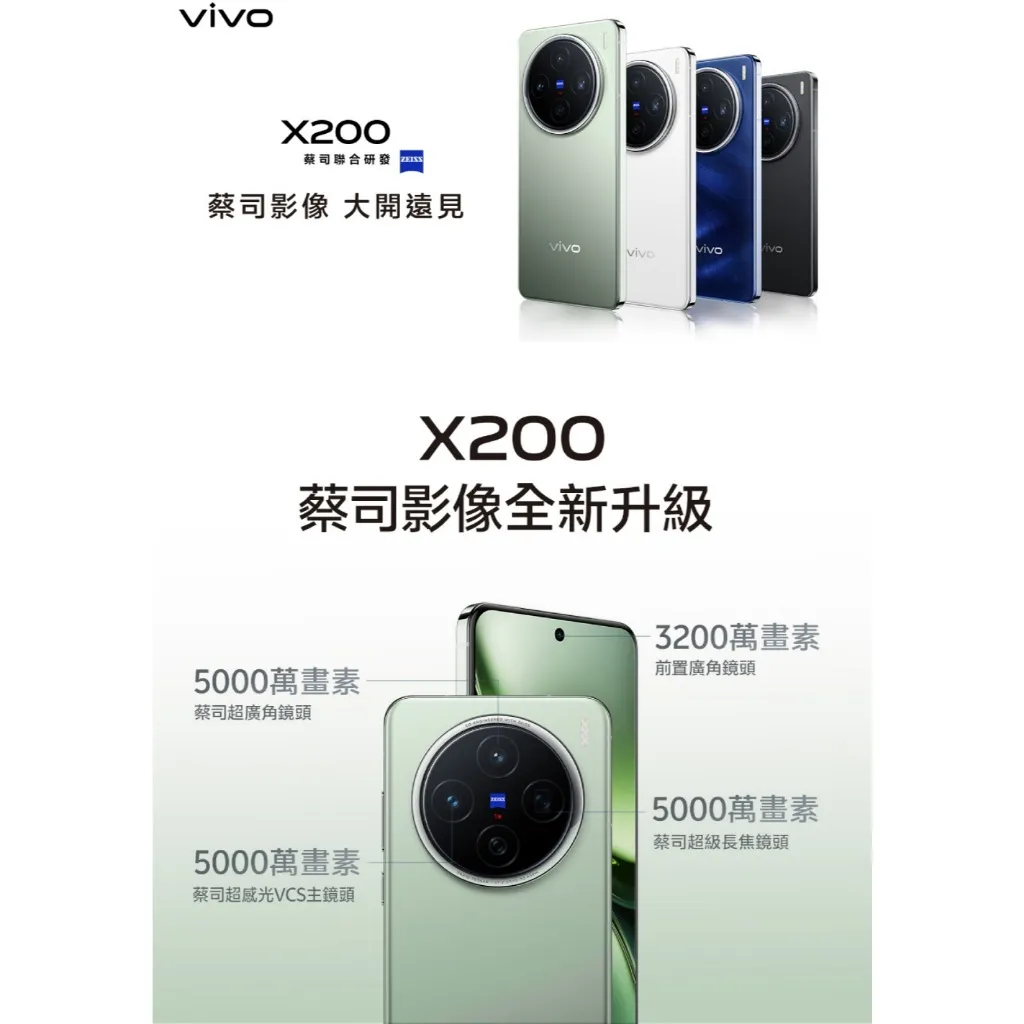 vivo
X200
蔡司聯合研發 ZEISS
蔡司影像 大開遠見
vivo
vivo
vivo
vivo
X200
蔡司影像全新升級
3200萬畫素
前置廣角鏡頭
5000萬畫素
蔡司超廣角鏡頭
ZEISS
5000萬畫素
蔡司超級長焦鏡頭
5000萬畫素
蔡司超感光VCS主鏡頭